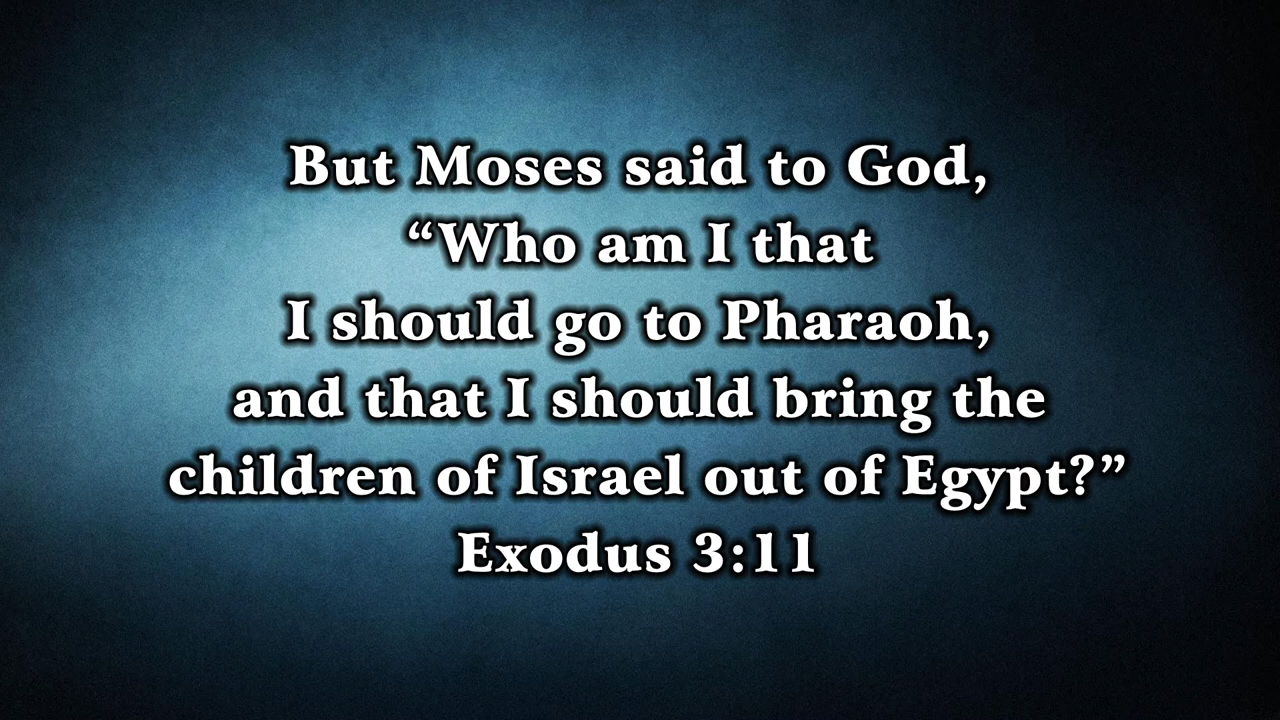 But Moses said to God,
“Who am I that
I should go to Pharaoh,
and that I should bring the
children of Israel out of Egypt?”
Exodus 3:11